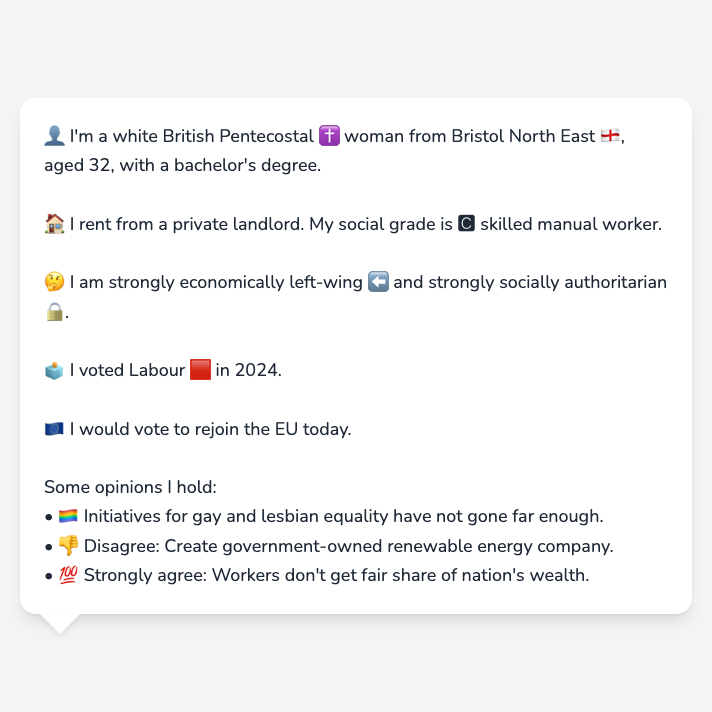 👤 I'm a white British Pentecostal ✝️ woman from Bristol North East 🏴󠁧󠁢󠁥󠁮󠁧󠁿,
aged 32, with a bachelor's degree.
🏠 I rent from a private landlord. My social grade is 🅲 skilled manual worker.
🤔 I am strongly economically left-wing ⬅️ and strongly socially authoritarian
🔒.
🗳️ I voted Labour 🟥 in 2024.
🇪🇺 I would vote to rejoin the EU today.
Some opinions I hold:
• 🏳️‍🌈 Initiatives for gay and lesbian equality have not gone far enough.
• 👎 Disagree: Create government-owned renewable energy company.
• 💯 Strongly agree: Workers don't get fair share of nation's wealth.